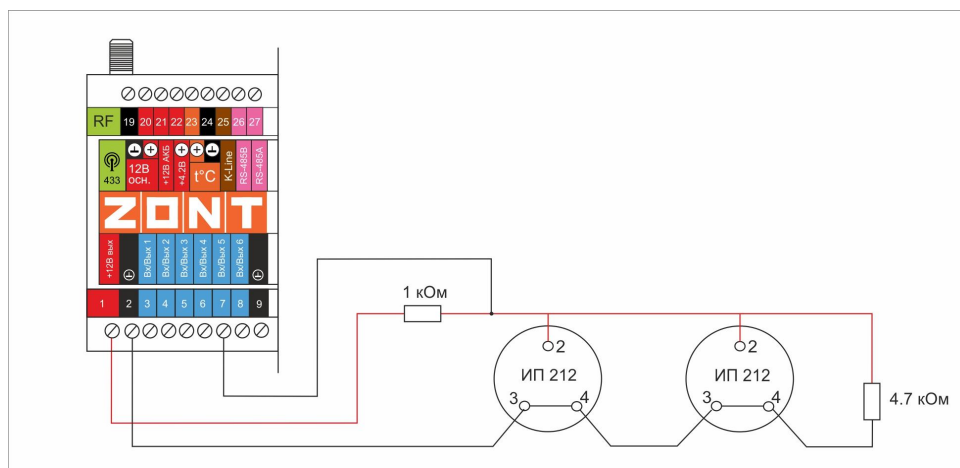 RF 19 20 21 22 23 24 25 26 27
433
12В
осн.
+12В АКБ
+4.2В
t°C
K-Line
RS-485B
RS-485A
ZONT
+12В вых
Вх/Вых 1
Вх/Вых 2
Вх/Вых 3
Вх/Вых 4
Вх/Вых 5
Вх/Вых 6
1 2 3 4 5 6 7 8 9
1 кОм
2
ИП 212
3 4
2
ИП 212
3 4
4.7 кОм